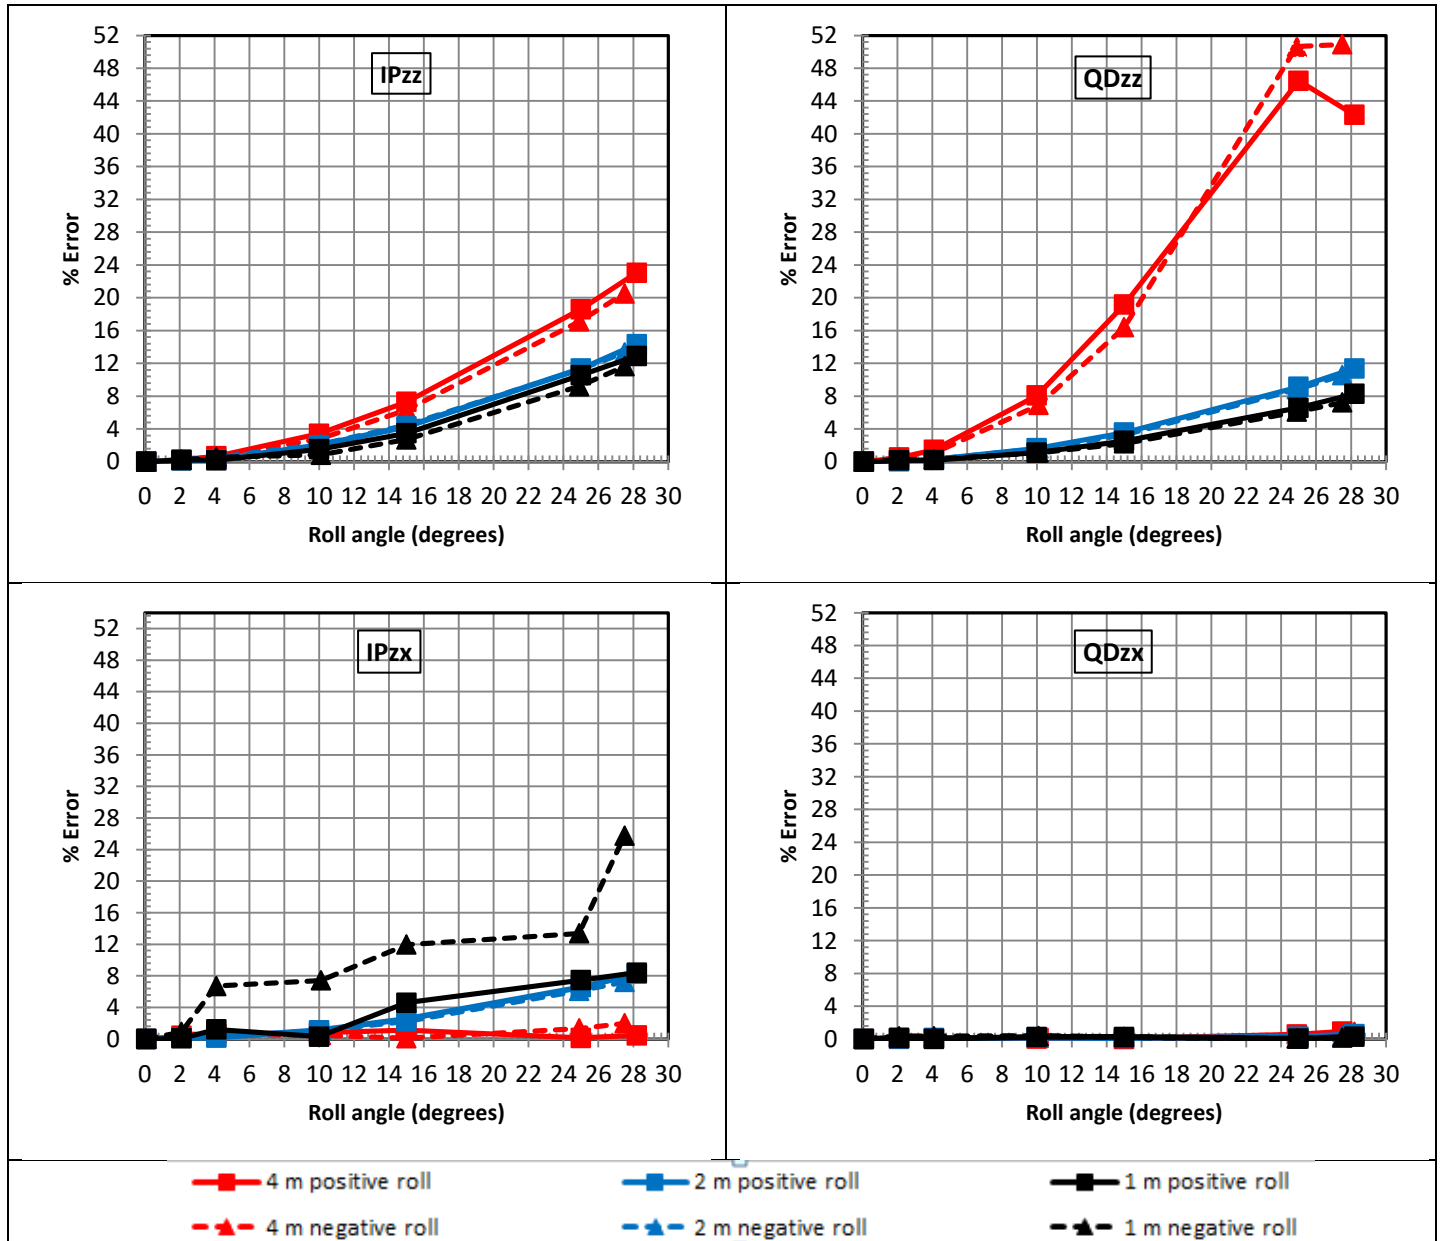 IPzz
52
48
44
40
36
32
28
24
20
16
12
8
4
0
% Error
0 2 4 6 8 10 12 14 16 18 20 22 24 26 28 30
Roll angle (degrees)
QDzz
52
48
44
40
36
32
28
24
20
16
12
8
4
0
% Error
0 2 4 6 8 10 12 14 16 18 20 22 24 26 28 30
Roll angle (degrees)
IPzx
52
48
44
40
36
32
28
24
20
16
12
8
4
0
% Error
0 2 4 6 8 10 12 14 16 18 20 22 24 26 28 30
Roll angle (degrees)
QDzx
52
48
44
40
36
32
28
24
20
16
12
8
4
0
% Error
0 2 4 6 8 10 12 14 16 18 20 22 24 26 28 30
Roll angle (degrees)
4 m positive roll
2 m positive roll
1 m positive roll
4 m negative roll
2 m negative roll
1 m negative roll